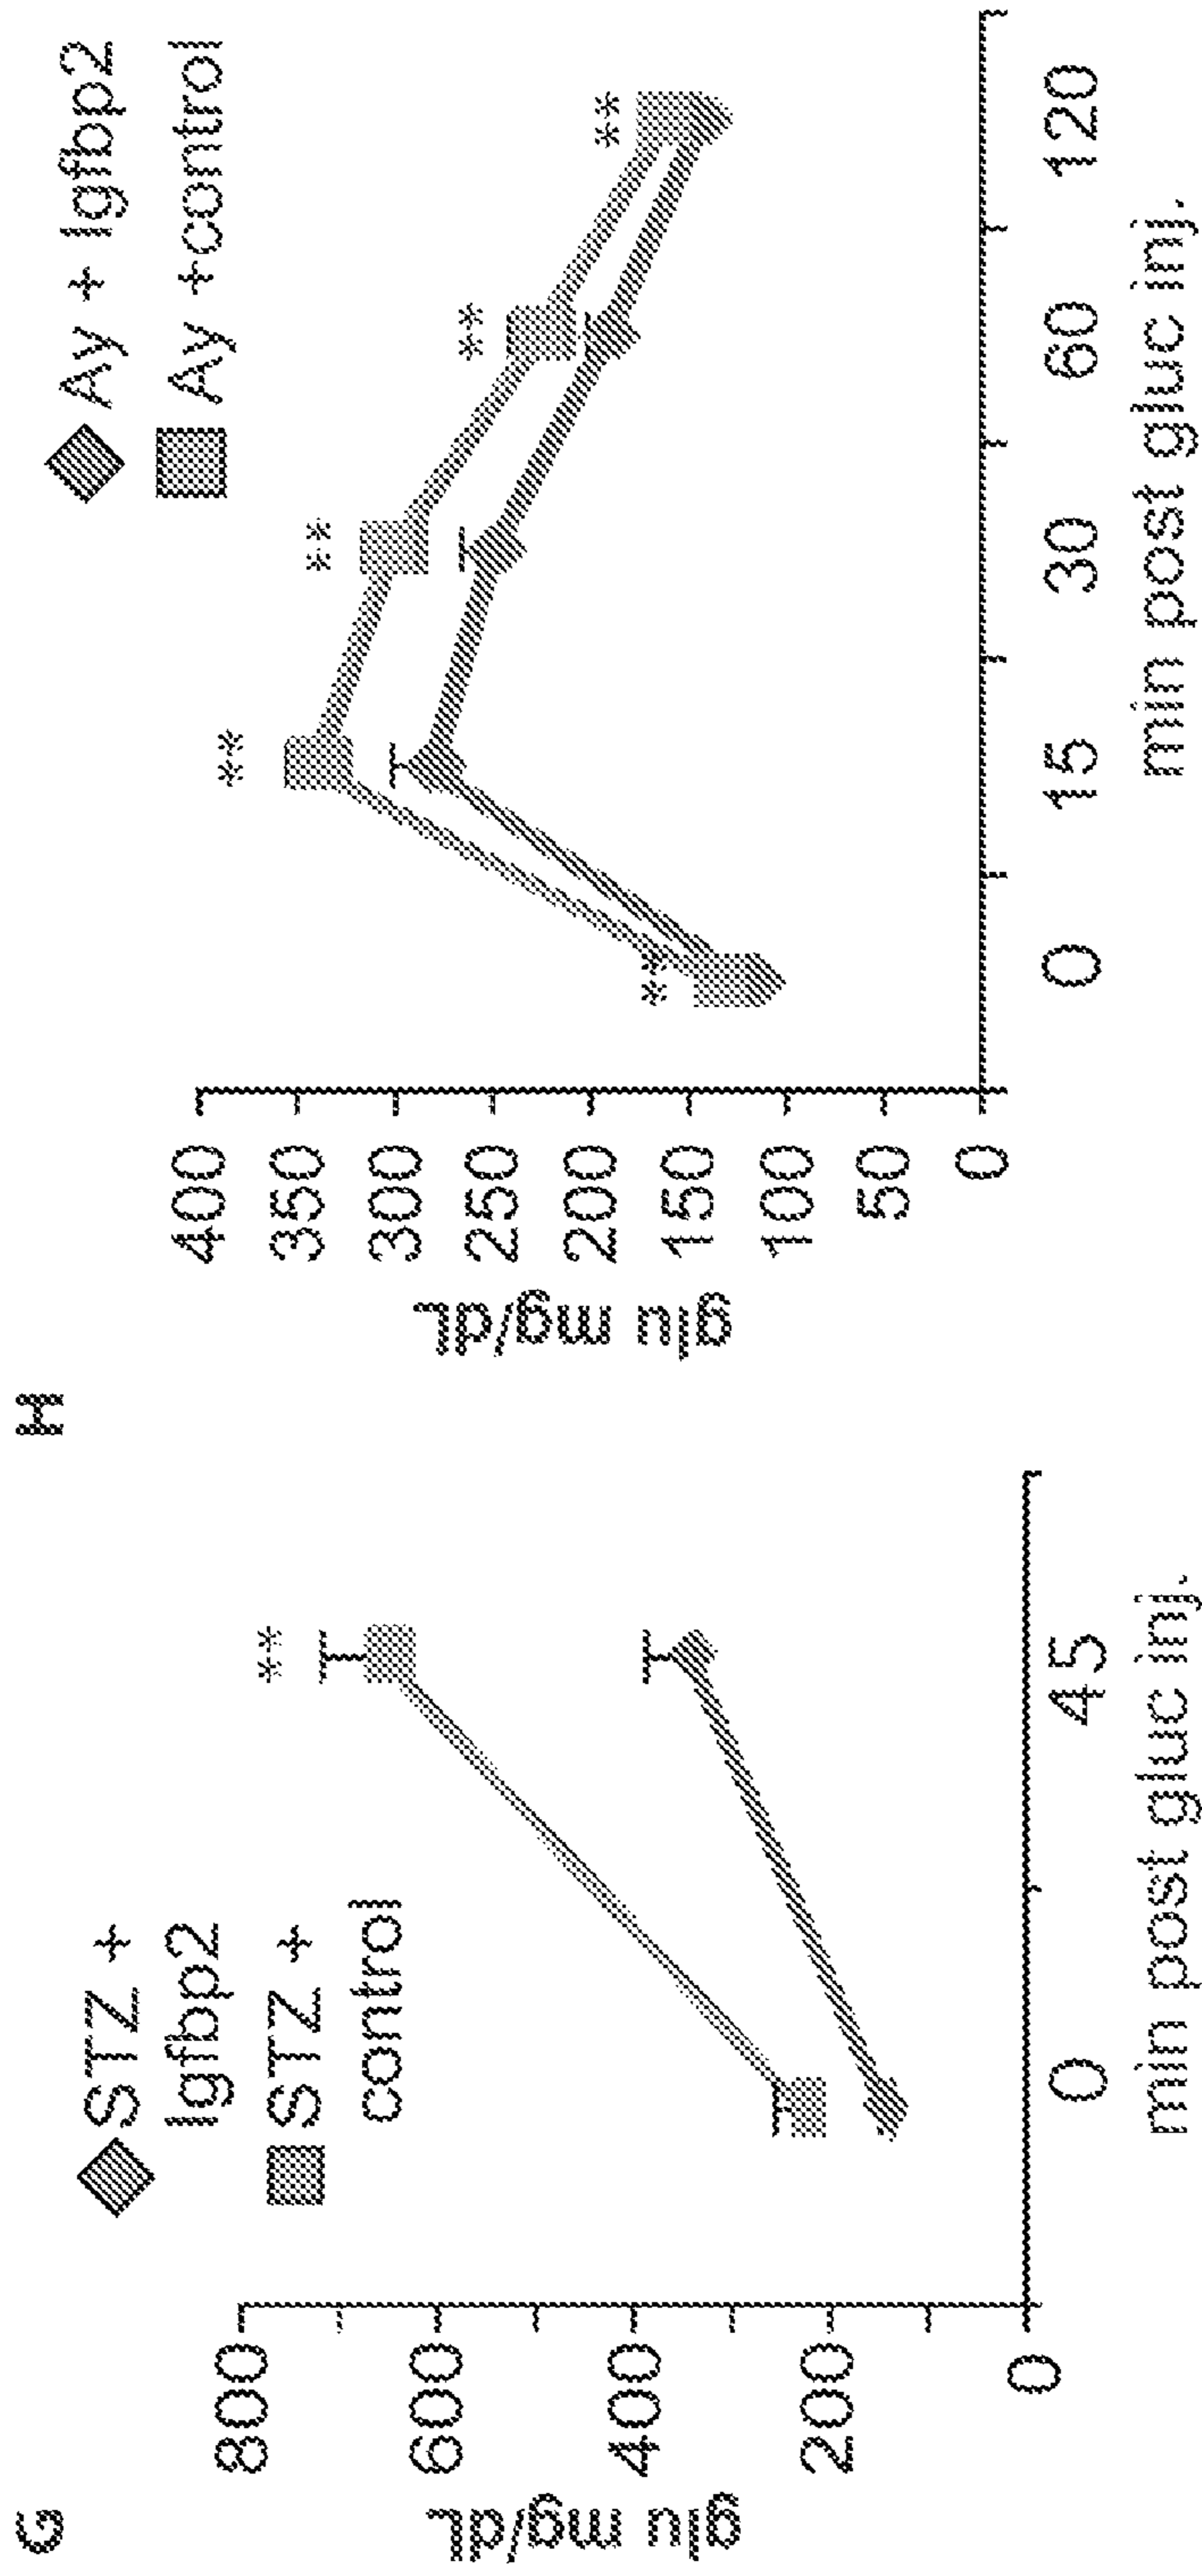 G
STZ +
Igfbp2
STZ +
control
**
glu mg/dL
800
600
400
200
0
0 45
min post gluc inj.
H
Ay + Igfbp2
Ay +control
**
**
**
**
**
glu mg/dL
400
350
300
250
200
150
100
50
0
0 15 30 60 120
min post gluc inj.